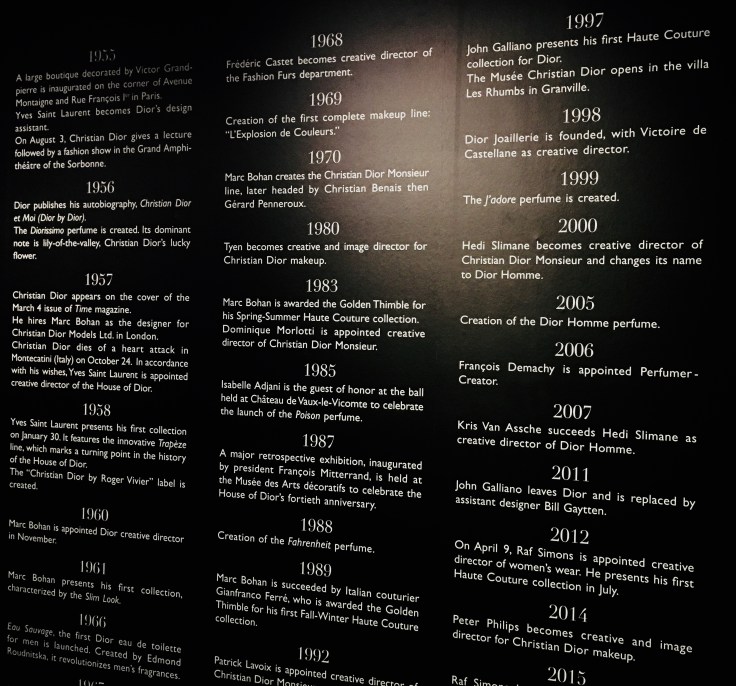 1955
A large boutique decorated by Victor Grand-
pierre is inaugurated on the corner of Avenue
Montaigne and Rue François Ier in Paris.
Yves Saint Laurent becomes Dior's design
assistant.
On August 3, Christian Dior gives a lecture
followed by a fashion show in the Grand Amphi-
théâtre of the Sorbonne.
1956
Dior publishes his autobiography, Christian Dior
et Moi (Dior by Dior).
The Diorissimo perfume is created. Its dominant
note is lily-of-the-valley, Christian Dior's lucky
flower.
1957
Christian Dior appears on the cover of the
March 4 issue of Time magazine.
He hires Marc Bohan as the designer for
Christian Dior Models Ltd. in London.
Christian Dior dies of a heart attack in
Montecatini (Italy) on October 24. In accordance
with his wishes, Yves Saint Laurent is appointed
creative director of the House of Dior.
1958
Yves Saint Laurent presents his first collection
on January 30. It features the innovative Trapèze
line, which marks a turning point in the history
of the House of Dior.
The "Christian Dior by Roger Vivier" label is
created.
1960
Marc Bohan is appointed Dior creative director
in November.
1961
Marc Bohan presents his first collection,
characterized by the Slim Look.
1966
Eau Sauvage, the first Dior eau de toilette
for men is launched. Created by Edmond
Roudnitska, it revolutionizes men's fragrances.
1968
Frédéric Castet becomes creative director of
the Fashion Furs department.
1969
Creation of the first complete makeup line:
"L'Explosion de Couleurs."
1970
Marc Bohan creates the Christian Dior Monsieur
line, later headed by Christian Benais then
Gérard Penneroux.
1980
Tyen becomes creative and image director for
Christian Dior makeup.
1983
Marc Bohan is awarded the Golden Thimble for
his Spring-Summer Haute Couture collection.
Dominique Morlotti is appointed creative
director of Christian Dior Monsieur.
1985
Isabelle Adjani is the guest of honor at the ball
held at Château de Vaux-le-Vicomte to celebrate
the launch of the Poison perfume.
1987
A major retrospective exhibition, inaugurated
by president François Mitterrand, is held at
the Musée des Arts décoratifs to celebrate the
House of Dior's fortieth anniversary.
1988
Creation of the Fahrenheit perfume.
1989
Marc Bohan is succeeded by Italian couturier
Gianfranco Ferré, who is awarded the Golden
Thimble for his first Fall-Winter Haute Couture
collection.
1992
Patrick Lavoix is appointed creative director of
Christian Dior
1997
John Galliano presents his first Haute Couture
collection for Dior.
The Musée Christian Dior opens in the villa
Les Rhumbs in Granville.
1998
Dior Joaillerie is founded, with Victoire de
Castellane as creative director.
1999
The J'adore perfume is created.
2000
Hedi Slimane becomes creative director of
Christian Dior Monsieur and changes its name
to Dior Homme.
2005
Creation of the Dior Homme perfume.
2006
François Demachy is appointed Perfumer-
Creator.
2007
Kris Van Assche succeeds Hedi Slimane as
creative director of Dior Homme.
2011
John Galliano leaves Dior and is replaced by
assistant designer Bill Gaytten.
2012
On April 9, Raf Simons is appointed creative
director of women's wear. He presents his first
Haute Couture collection in July.
2014
Peter Philips becomes creative and image
director for Christian Dior makeup.
2015
Raf